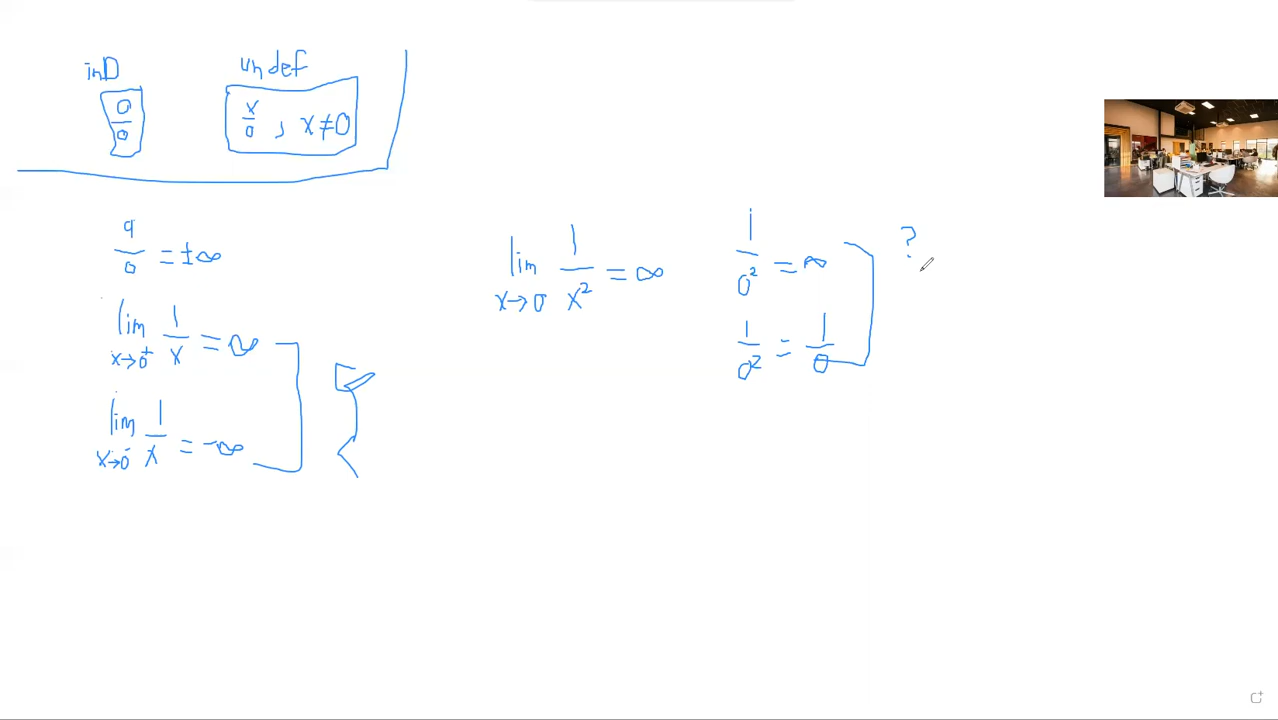 inD undef
0/0 x/0 , x≠0
9/0 = ±∞
lim x→0⁺ 1/x = ∞
lim x→0⁻ 1/x = -∞
lim x→0 1/x² = ∞
1/0² = ∞
1/0² = 1/0
?